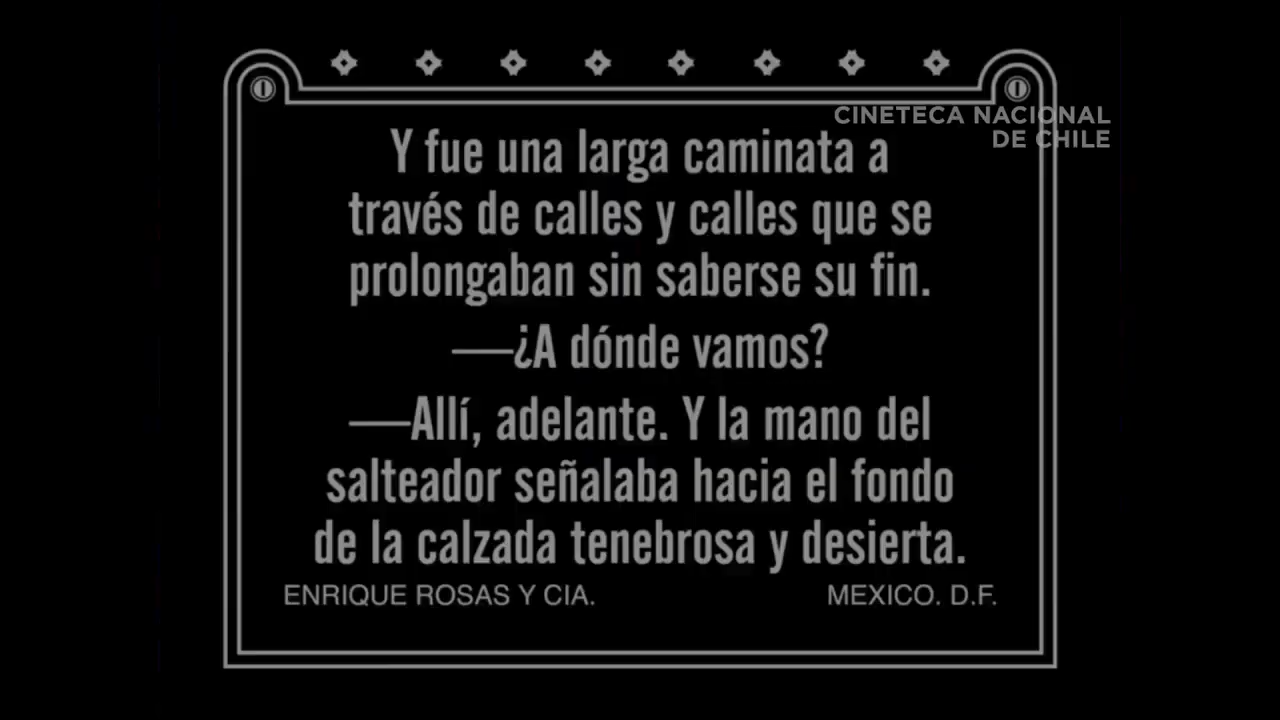 CINETECA NACIONAL
DE CHILE
Y fue una larga caminata a
través de calles y calles que se
prolongaban sin saberse su fin.
—¿A dónde vamos?
—Allí, adelante. Y la mano del
salteador señalaba hacia el fondo
de la calzada tenebrosa y desierta.
ENRIQUE ROSAS Y CIA. MEXICO. D.F.